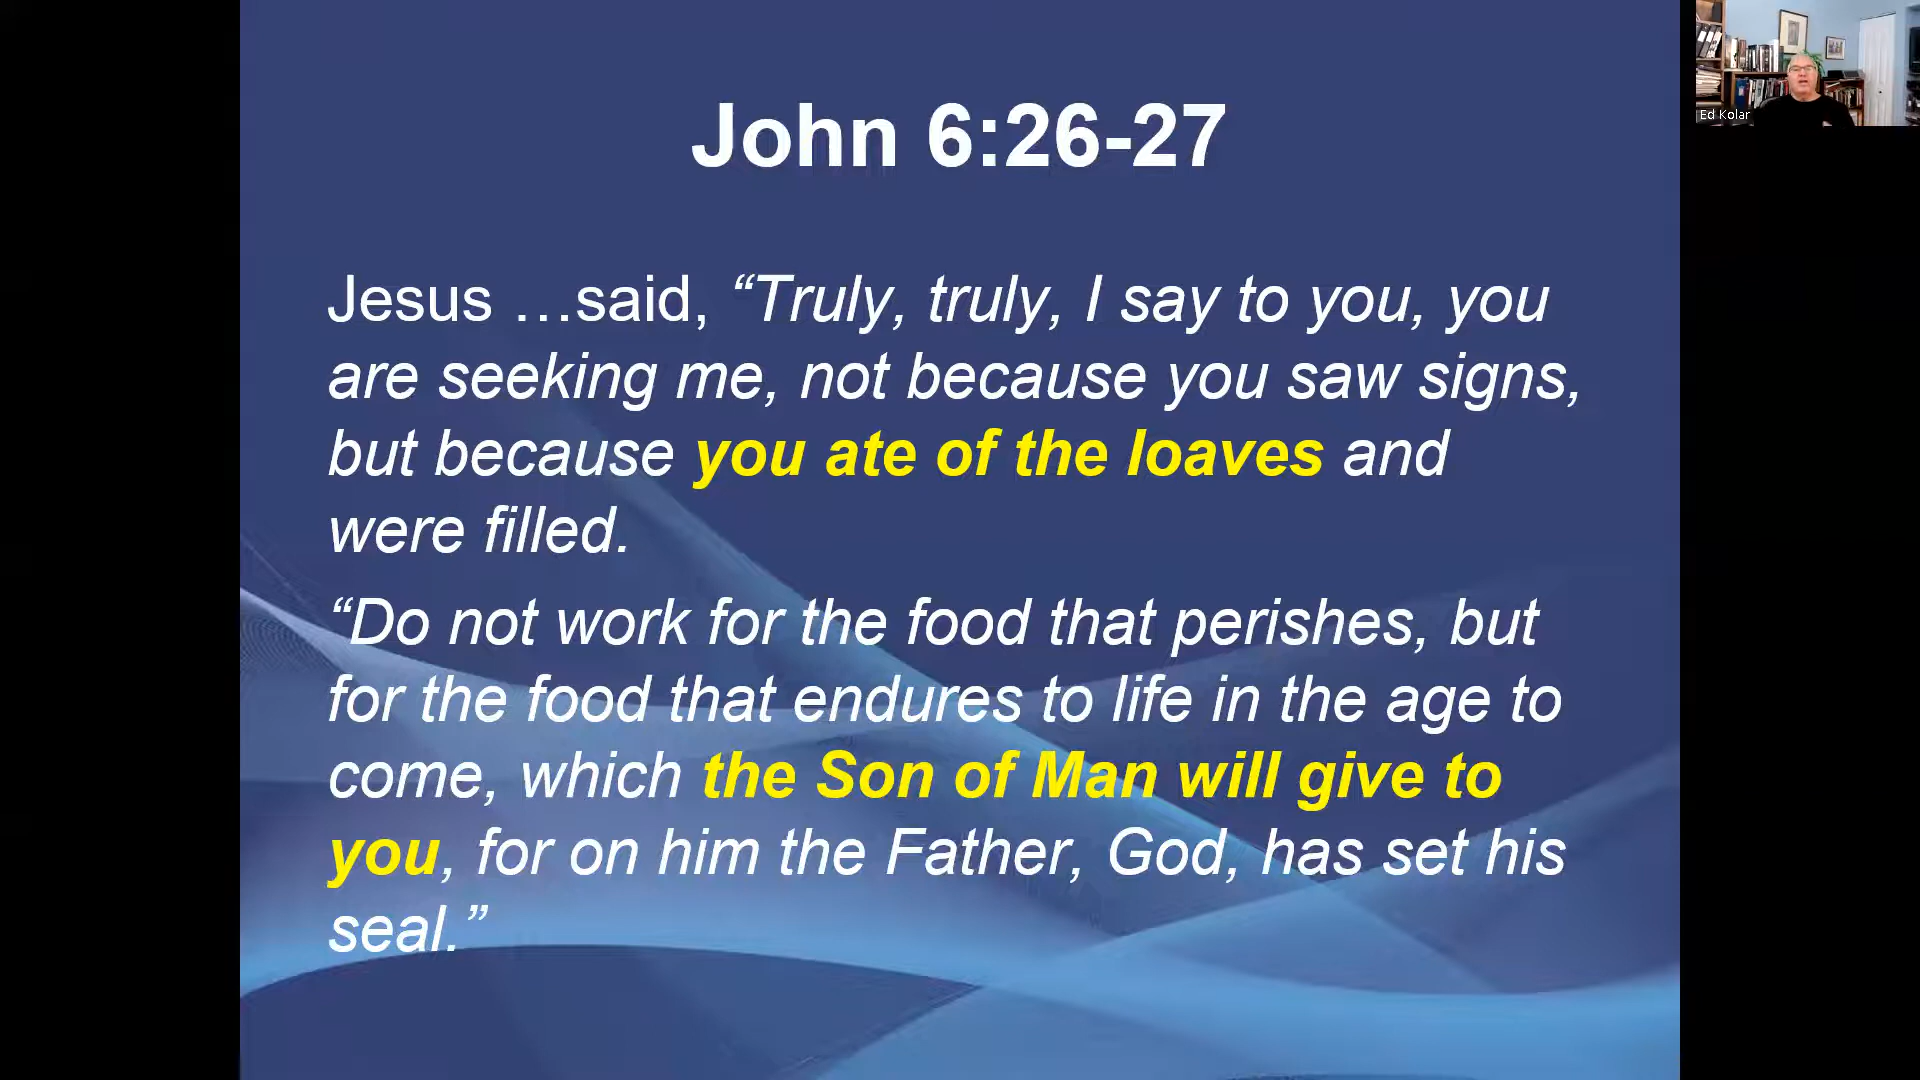 John 6:26-27
Ed Kolar
Jesus …said, “Truly, truly, I say to you, you
are seeking me, not because you saw signs,
but because you ate of the loaves and
were filled.
“Do not work for the food that perishes, but
for the food that endures to life in the age to
come, which the Son of Man will give to
you, for on him the Father, God, has set his
seal.”